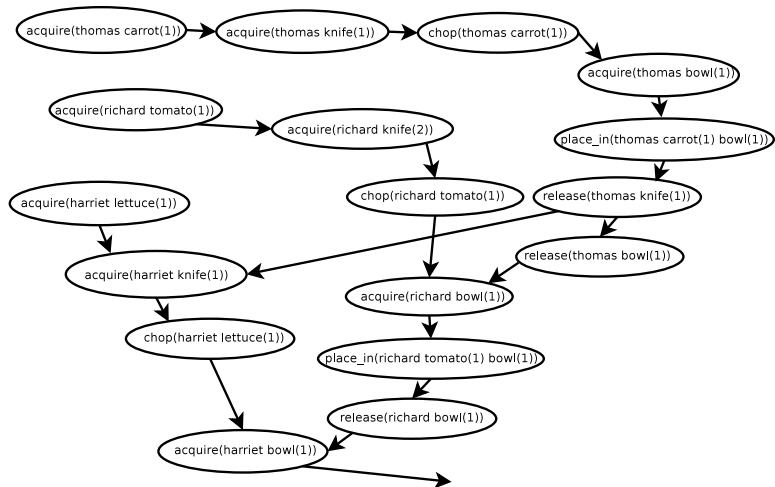 acquire(thomas carrot(1))
acquire(thomas knife(1))
chop(thomas carrot(1))
acquire(thomas bowl(1))
acquire(richard tomato(1))
acquire(richard knife(2))
place_in(thomas carrot(1) bowl(1))
chop(richard tomato(1))
release(thomas knife(1))
acquire(harriet lettuce(1))
release(thomas bowl(1))
acquire(harriet knife(1))
acquire(richard bowl(1))
chop(harriet lettuce(1))
place_in(richard tomato(1) bowl(1))
release(richard bowl(1))
acquire(harriet bowl(1))